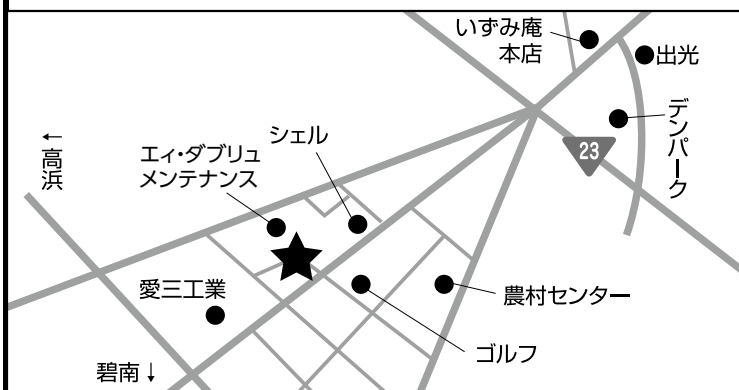 いずみ庵
本店
出光
デンパーク
23
シェル
エィ・ダブリュ
メンテナンス
←
高浜
愛三工業
農村センター
ゴルフ
碧南↓